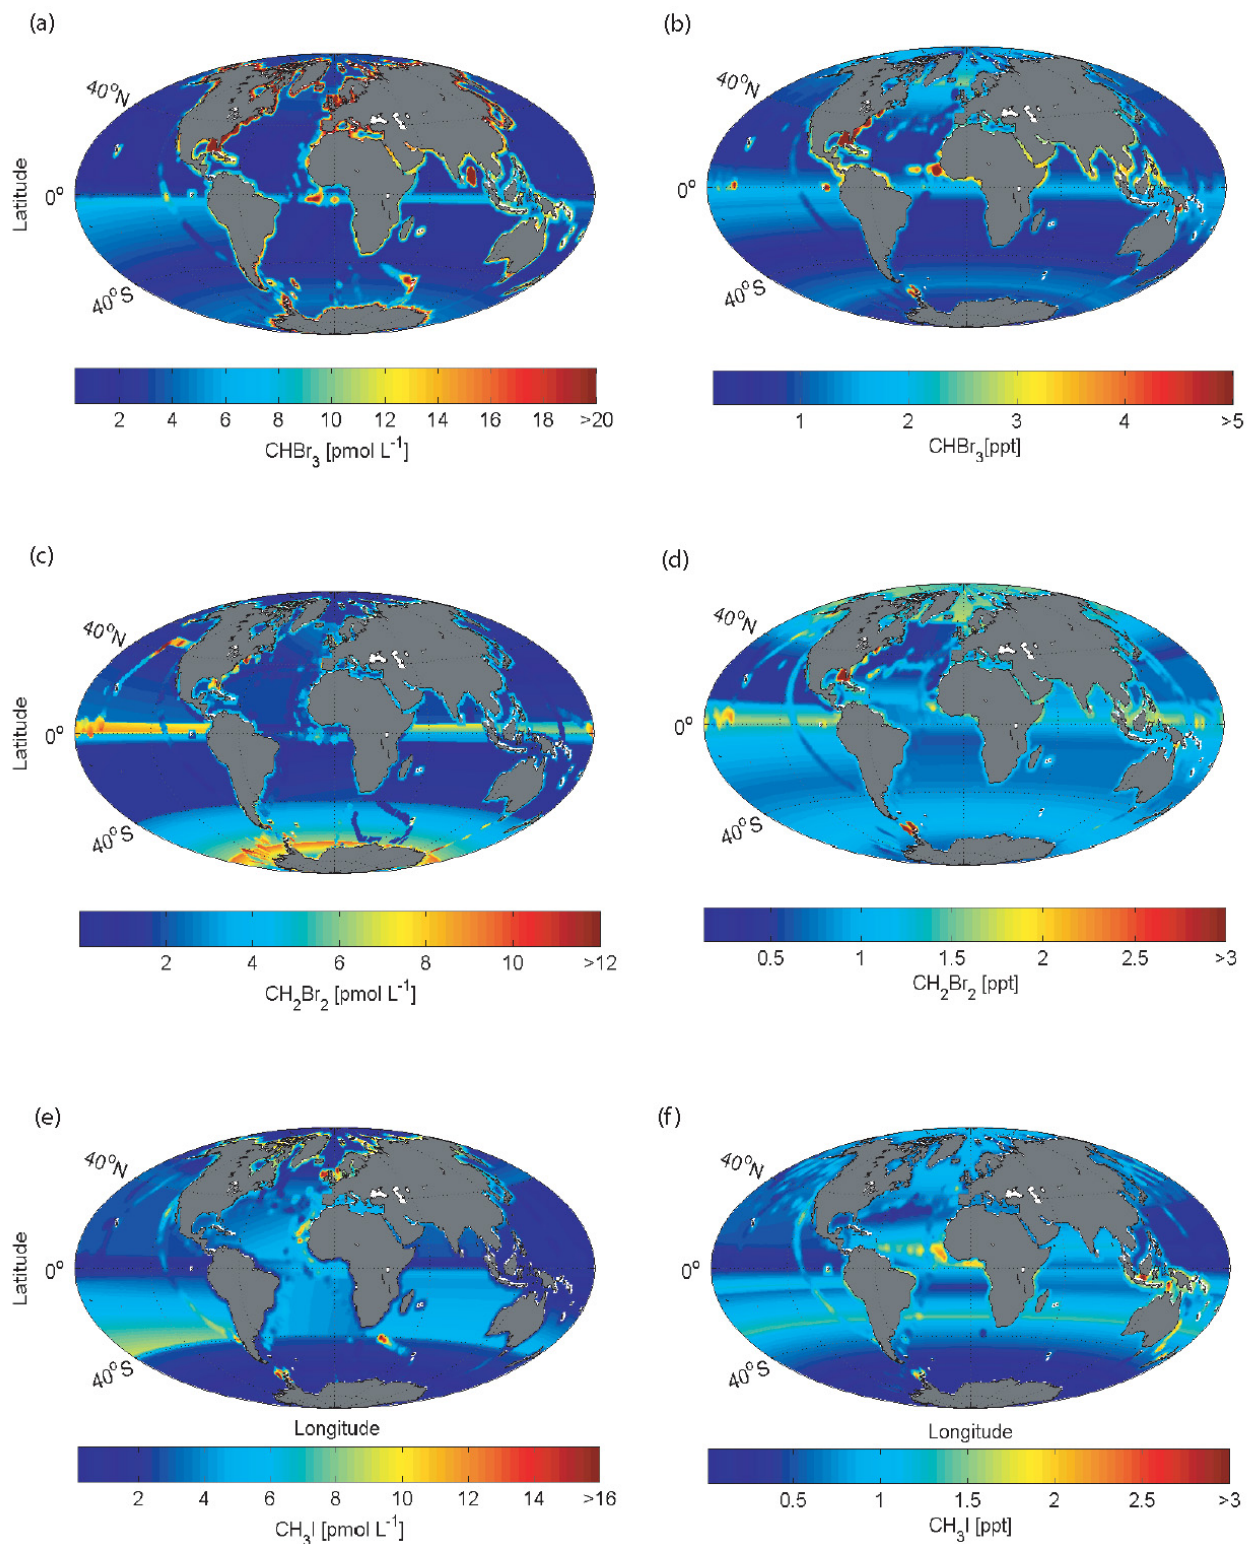 (a)
(b)
40°N
40°N
Latitude
0°
0°
40°S
40°S
2 4 6 8 10 12 14 16 18 >20
1 2 3 4 >5
CHBr₃ [pmol L⁻¹]
CHBr₃[ppt]
(c)
(d)
40°N
40°N
Latitude
0°
0°
40°S
40°S
2 4 6 8 10 >12
0.5 1 1.5 2 2.5 >3
CH₂Br₂ [pmol L⁻¹]
CH₂Br₂ [ppt]
(e)
(f)
40°N
40°N
Latitude
0°
0°
40°S
40°S
Longitude
Longitude
2 4 6 8 10 12 14 >16
0.5 1 1.5 2 2.5 >3
CH₃I [pmol L⁻¹]
CH₃I [ppt]